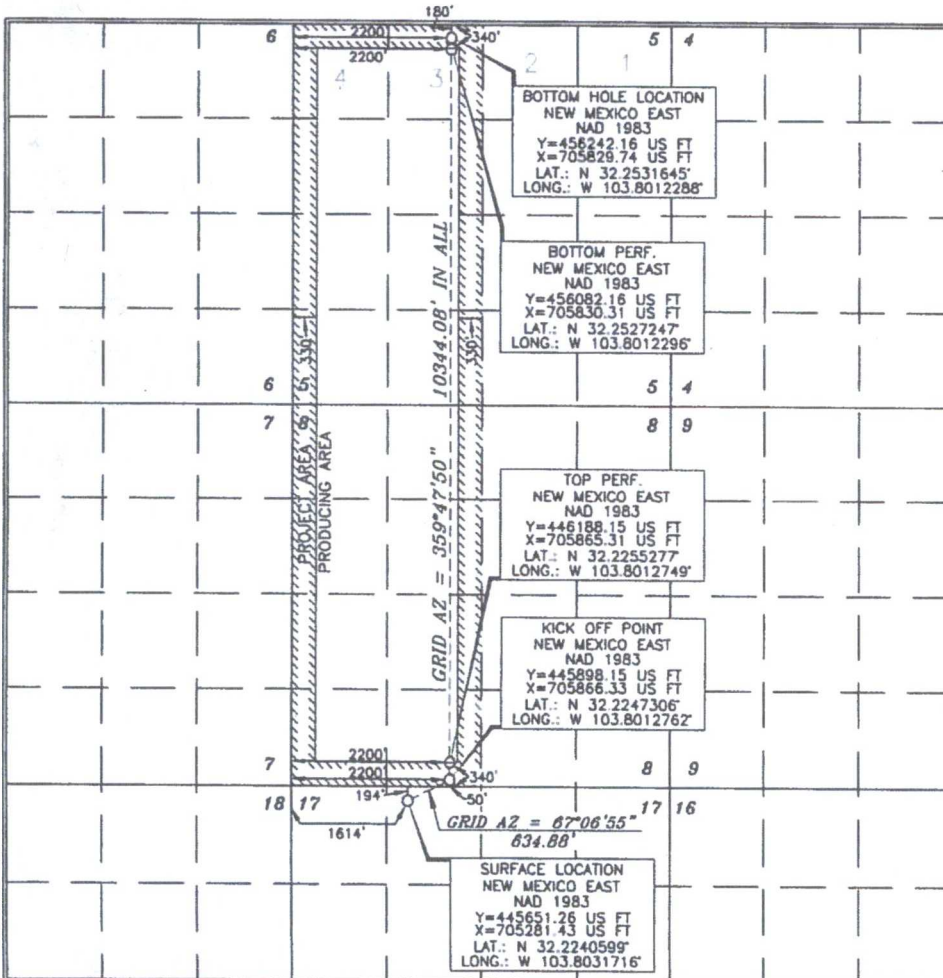 180'
6 2200' 340' 5 4
2200'
4 3 2 1
BOTTOM HOLE LOCATION
NEW MEXICO EAST
NAD 1983
Y=456242.16 US FT
X=705829.74 US FT
LAT.: N 32.2531645°
LONG.: W 103.8012288°
BOTTOM PERF.
NEW MEXICO EAST
NAD 1983
Y=456082.16 US FT
X=705830.31 US FT
LAT.: N 32.2527247°
LONG.: W 103.8012296°
10344.08' IN ALL
330' 330'
6 5 5 4
7 8 8 9
PROJECT AREA
PRODUCING AREA
GRID AZ = 359°47'50"
TOP PERF.
NEW MEXICO EAST
NAD 1983
Y=446188.15 US FT
X=705865.31 US FT
LAT.: N 32.2255277°
LONG.: W 103.8012749°
KICK OFF POINT
NEW MEXICO EAST
NAD 1983
Y=445898.15 US FT
X=705866.33 US FT
LAT.: N 32.2247306°
LONG.: W 103.8012762°
2200'
7 2200' 340' 8 9
194' 50'
18 17 17 16
1614' GRID AZ = 67°06'55"
634.88'
SURFACE LOCATION
NEW MEXICO EAST
NAD 1983
Y=445651.26 US FT
X=705281.43 US FT
LAT.: N 32.2240599°
LONG.: W 103.8031716°